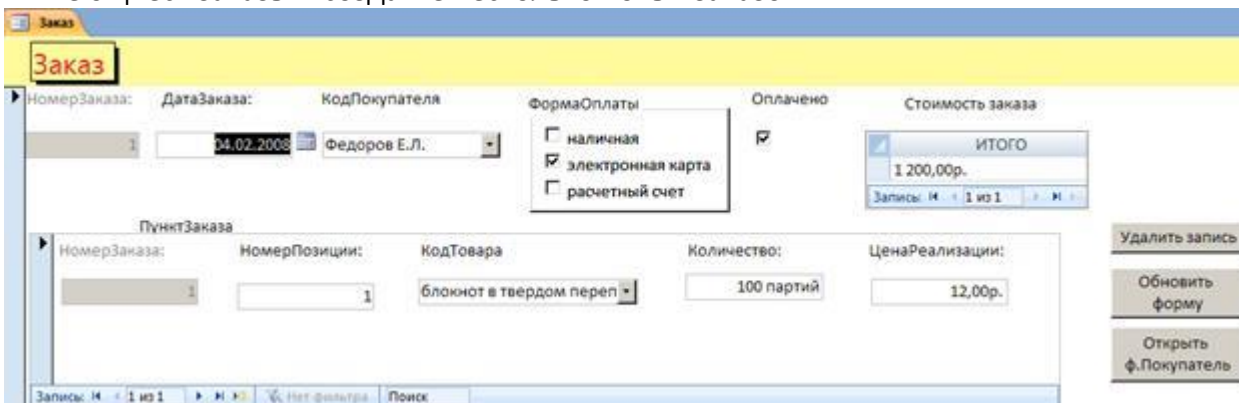 Заказ
Заказ
НомерЗаказа: ДатаЗаказа: КодПокупателя ФормаОплаты Оплачено Стоимость заказа
1 04.02.2008 Федоров Е.Л.
наличная
электронная карта
расчетный счет
ИТОГО
1 200,00р.
Записи: 1 из 1
ПунктЗаказа
НомерЗаказа: НомерПозиции: КодТовара Количество: ЦенаРеализации:
1 1 блокнот в твердом переп 100 партий 12,00р.
Удалить запись
Обновить
форму
Открыть
ф.Покупатель
Записи: 1 из 1 Нет фильтра Поиск